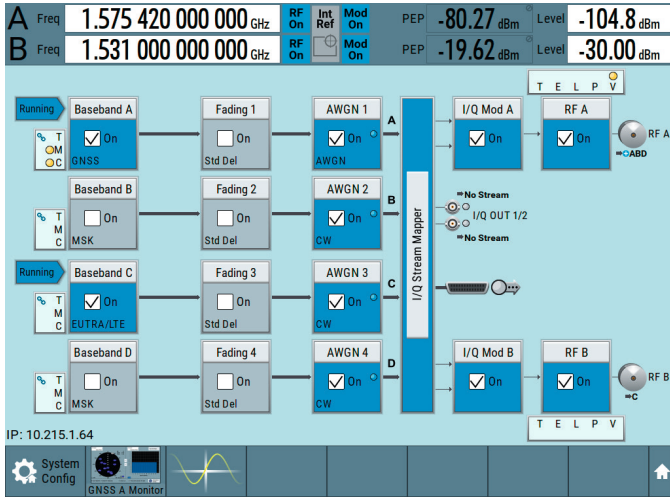 A Freq 1.575 420 000 000 GHz RF On Int Ref Mod On PEP -80.27 dBm Level -104.8 dBm
B Freq 1.531 000 000 000 GHz RF On Mod On PEP -19.62 dBm Level -30.00 dBm
T E L P V
Running Baseband A Fading 1 AWGN 1 A I/Q Mod A RF A
T M C On On On On On RF A
GNSS Std Del AWGN ABD
Baseband B Fading 2 AWGN 2 B No Stream
T M C On On On I/Q OUT 1/2
MSK Std Del CW No Stream
I/Q Stream Mapper
Running Baseband C Fading 3 AWGN 3 C
T M C On On On
EUTRA/LTE Std Del CW
Baseband D Fading 4 AWGN 4 D I/Q Mod B RF B
T M C On On On On On RF B
MSK Std Del CW C
T E L P V
IP: 10.215.1.64
System
Config
GNSS A Monitor